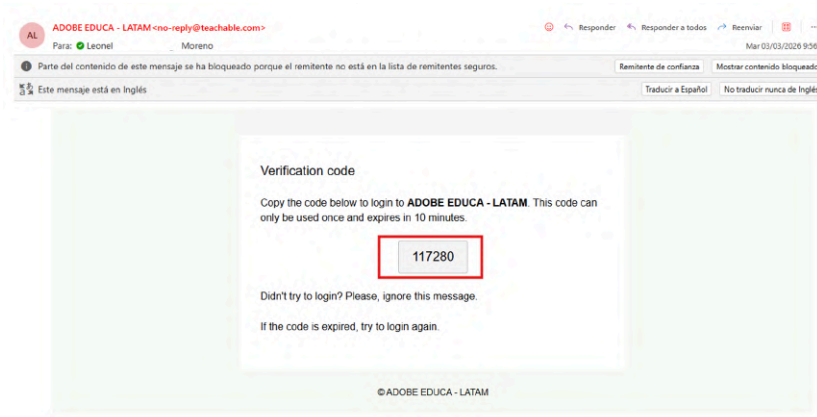 AL
ADOBE EDUCA - LATAM <no-reply@teachable.com>
Responder Responder a todos Reenviar
Para: Leonel Moreno
Mar 03/03/2026 9:56
Parte del contenido de este mensaje se ha bloqueado porque el remitente no está en la lista de remitentes seguros.
Remitente de confianza Mostrar contenido bloqueado
Este mensaje está en Inglés
Traducir a Español No traducir nunca de Inglés
Verification code
Copy the code below to login to ADOBE EDUCA - LATAM. This code can
only be used once and expires in 10 minutes.
117280
Didn't try to login? Please, ignore this message.
If the code is expired, try to login again.
© ADOBE EDUCA - LATAM